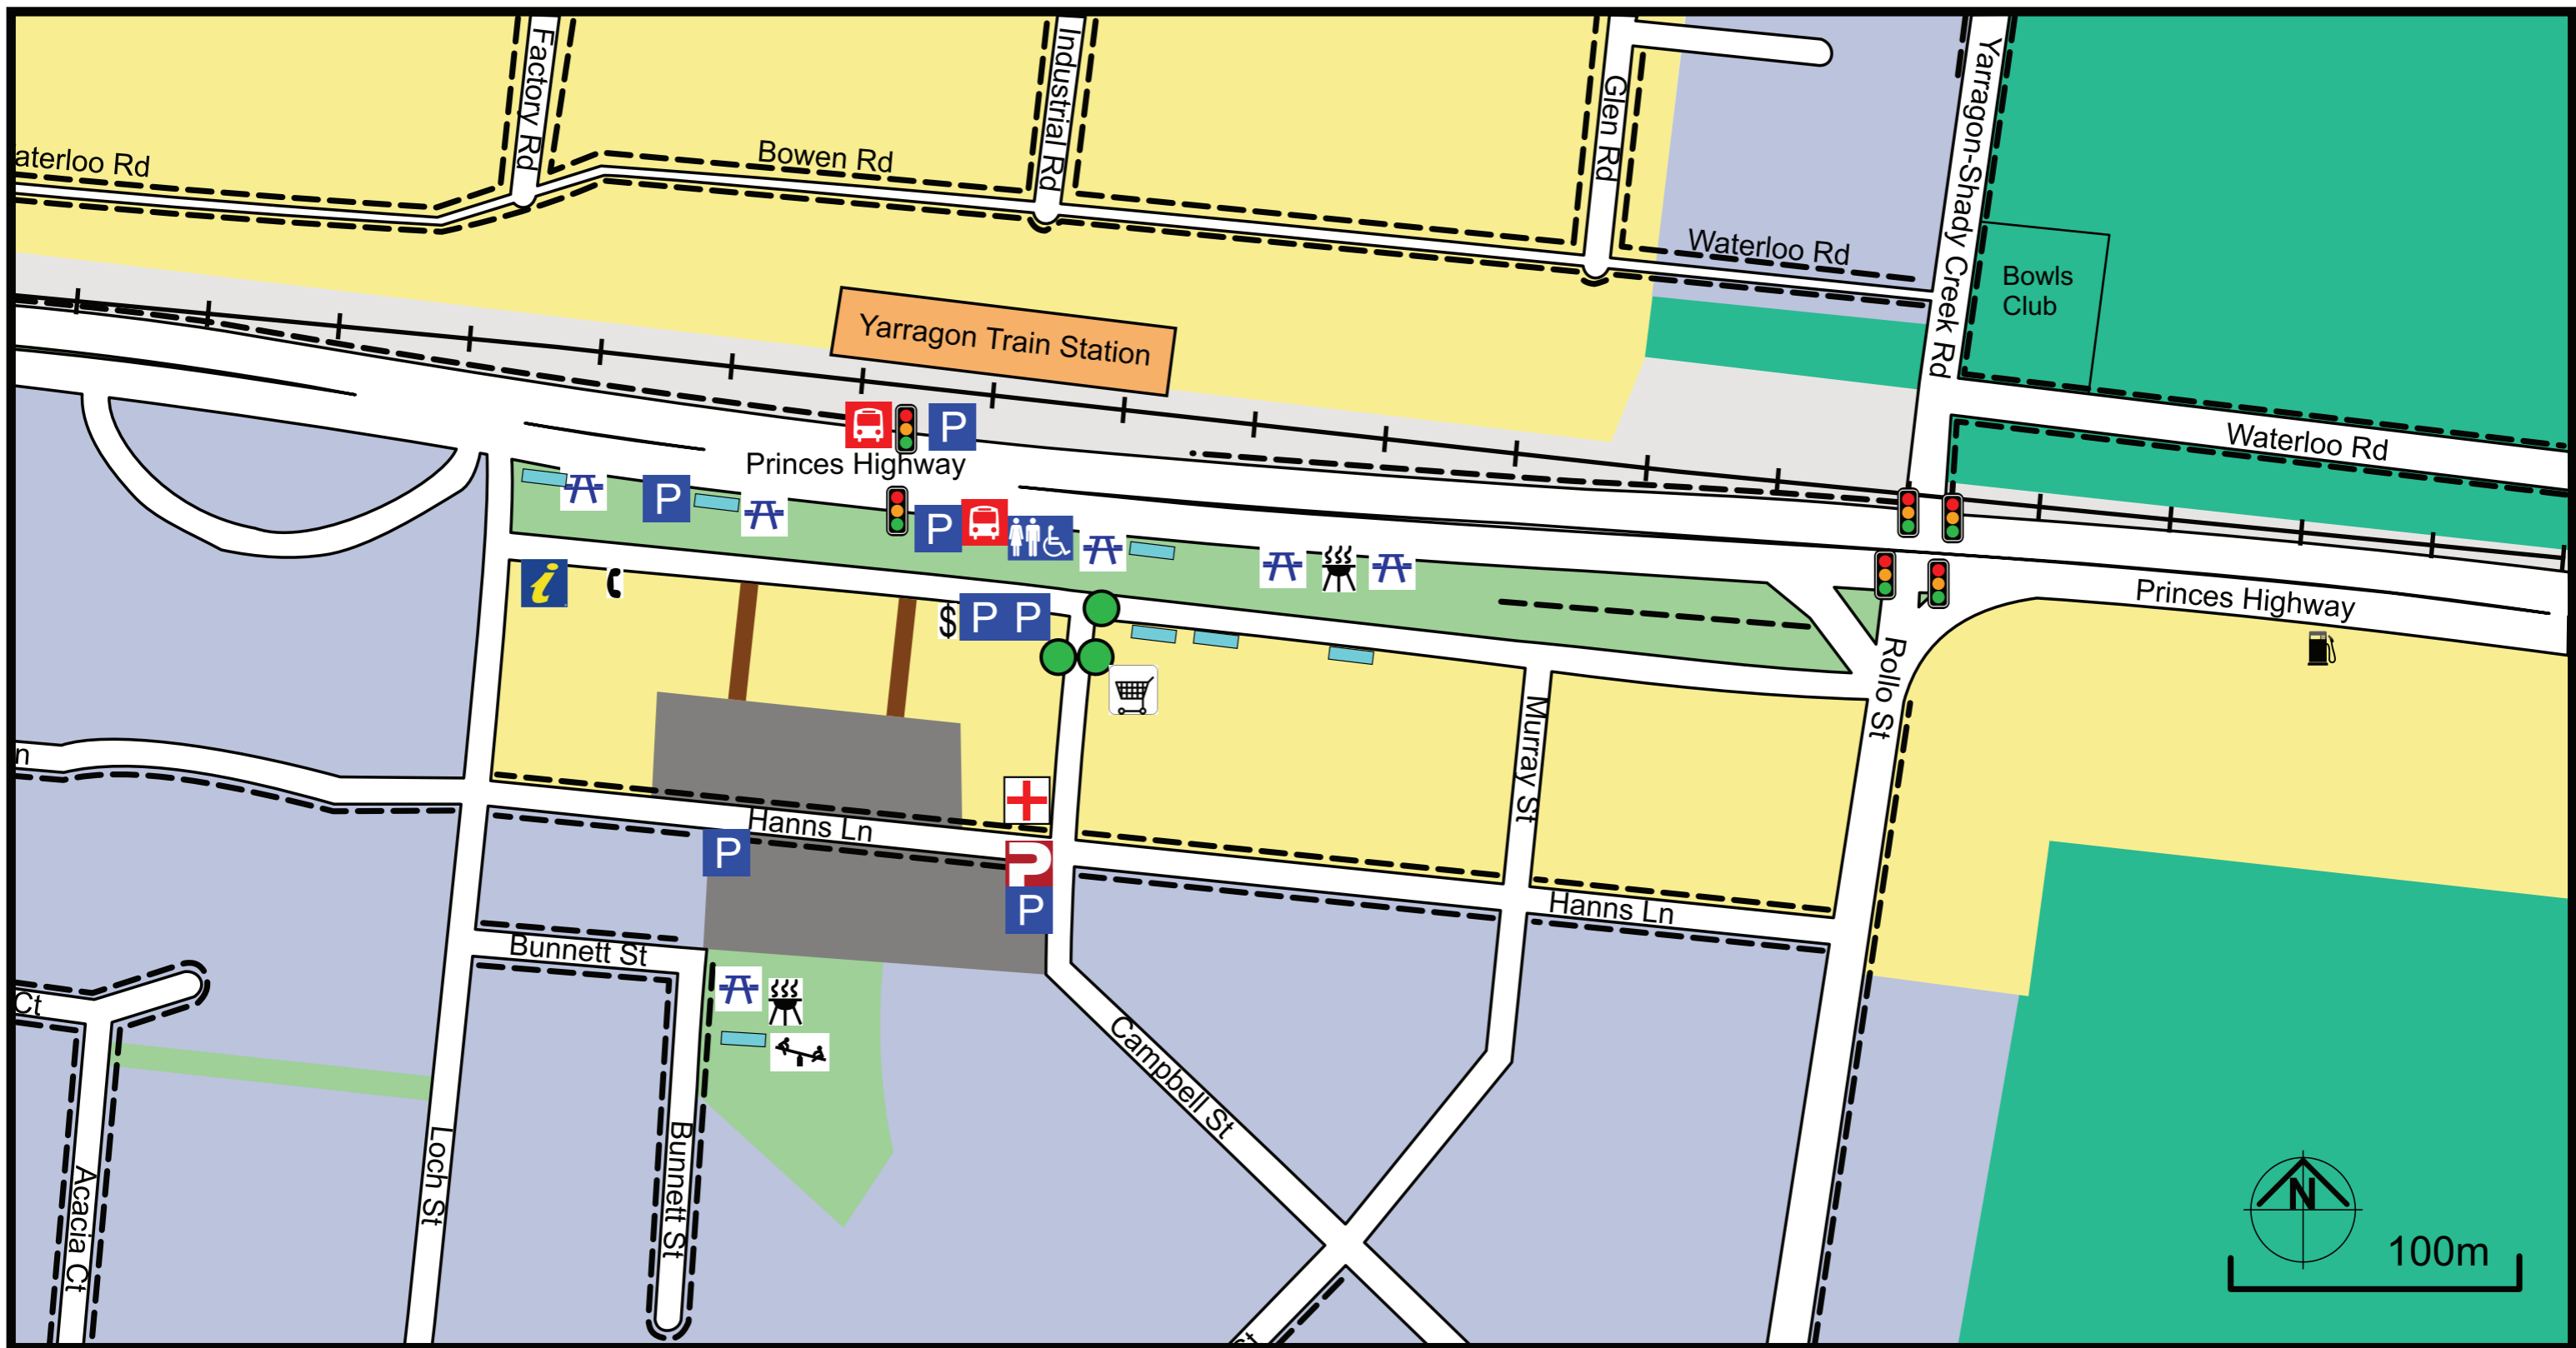 Factory Rd
Industrial Rd
Glen Rd
Yarragon-Shady Creek Rd
aterloo Rd
Bowen Rd
Waterloo Rd
Bowls
Club
Yarragon Train Station
P
Princes Highway
Waterloo Rd
P
P
i
$
P P
Princes Highway
Rollo St
Murray St
n
Hanns Ln
P
P
P
Hanns Ln
Bunnett St
Ct
Campbell St
Loch St
Bunnett St
Acacia Ct
N
100m
St